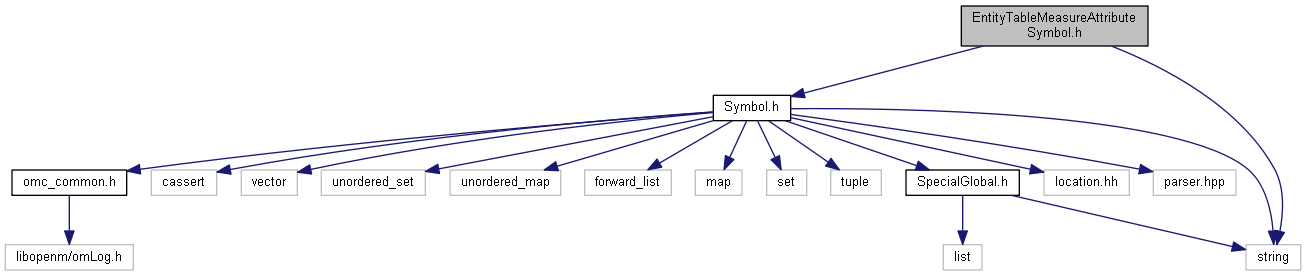 EntityTableMeasureAttribute
Symbol.h
Symbol.h
omc_common.h
cassert
vector
unordered_set
unordered_map
forward_list
map
set
tuple
SpecialGlobal.h
location.hh
parser.hpp
libopenm/omLog.h
list
string